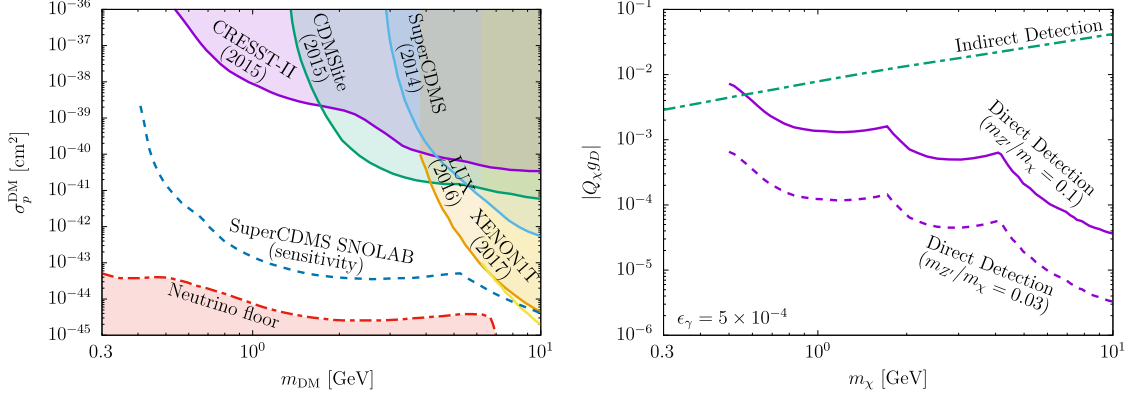 10^{-36}
10^{-37}
10^{-38}
10^{-39}
10^{-40}
10^{-41}
10^{-42}
10^{-43}
10^{-44}
10^{-45}
σ_p^{DM} [cm²]
CRESST-II
(2015)
CDMSlite
(2015)
SuperCDMS
(2014)
LUX
(2016)
XENON1T
(2017)
SuperCDMS SNOLAB
(sensitivity)
Neutrino floor
0.3
10^0
10^1
m_{DM} [GeV]
10^{-1}
10^{-2}
10^{-3}
10^{-4}
10^{-5}
10^{-6}
|Q_χ g_D|
Indirect Detection
Direct Detection
(m_{Z'}/m_χ = 0.1)
Direct Detection
(m_{Z'}/m_χ = 0.03)
ϵ_γ = 5 × 10^{-4}
0.3
10^0
10^1
m_χ [GeV]